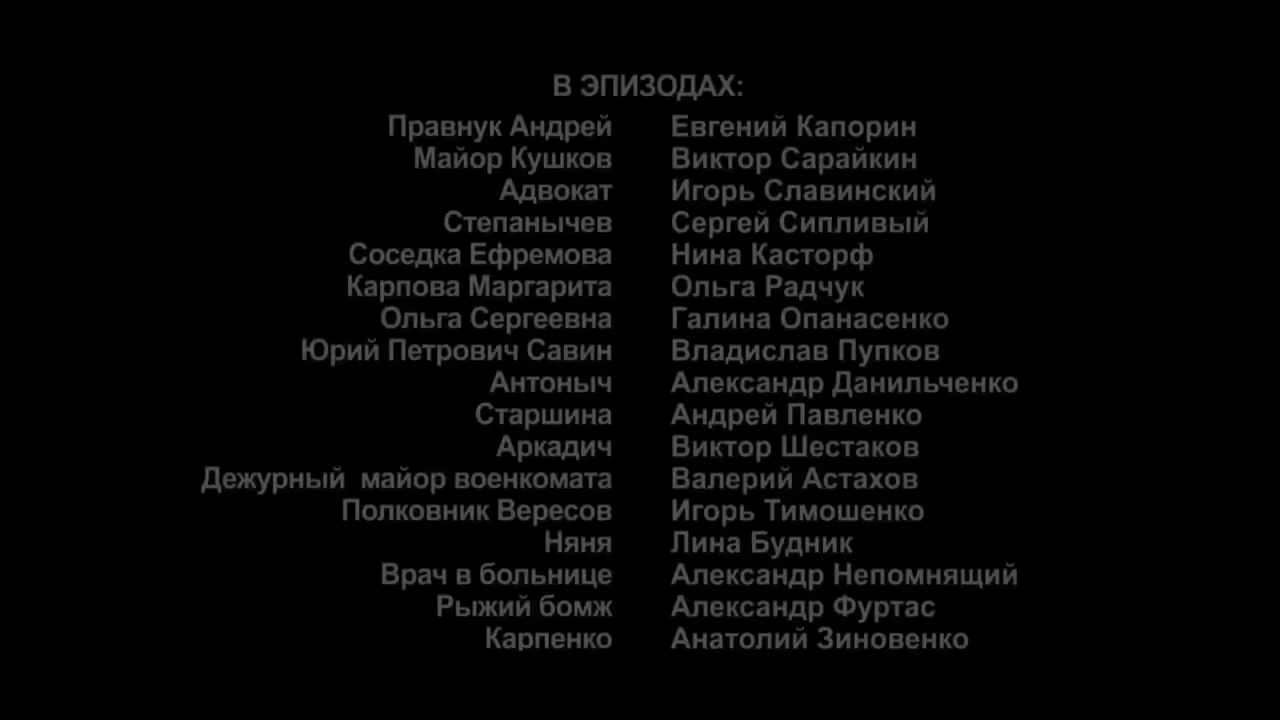 В ЭПИЗОДАХ:
Правнук Андрей Евгений Капорин
Майор Кушков Виктор Сарайкин
Адвокат Игорь Славинский
Степанычев Сергей Сипливый
Соседка Ефремова Нина Касторф
Карпова Маргарита Ольга Радчук
Ольга Сергеевна Галина Опанасенко
Юрий Петрович Савин Владислав Пупков
Антоныч Александр Данильченко
Старшина Андрей Павленко
Аркадич Виктор Шестаков
Дежурный майор военкомата Валерий Астахов
Полковник Вересов Игорь Тимошенко
Няня Лина Будник
Врач в больнице Александр Непомнящий
Рыжий бомж Александр Фуртас
Карпенко Анатолий Зиновенко